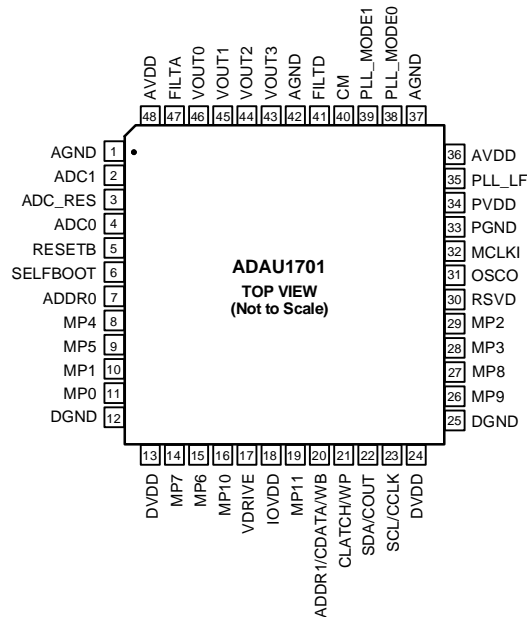 AVDD
FILTA
VOUT0
VOUT1
VOUT2
VOUT3
AGND
FILTD
CM
PLL_MODE1
PLL_MODE0
AGND
48 47 46 45 44 43 42 41 40 39 38 37
AGND 1
ADC1 2
ADC_RES 3
ADC0 4
RESETB 5
SELFBOOT 6
ADDR0 7
MP4 8
MP5 9
MP1 10
MP0 11
DGND 12
ADAU1701
TOP VIEW
(Not to Scale)
36 AVDD
35 PLL_LF
34 PVDD
33 PGND
32 MCLKI
31 OSCO
30 RSVD
29 MP2
28 MP3
27 MP8
26 MP9
25 DGND
13 14 15 16 17 18 19 20 21 22 23 24
DVDD
MP7
MP6
MP10
VDRIVE
IOVDD
MP11
ADDR1/CDATA/WB
CLATCH/WP
SDA/COUT
SCL/CCLK
DVDD